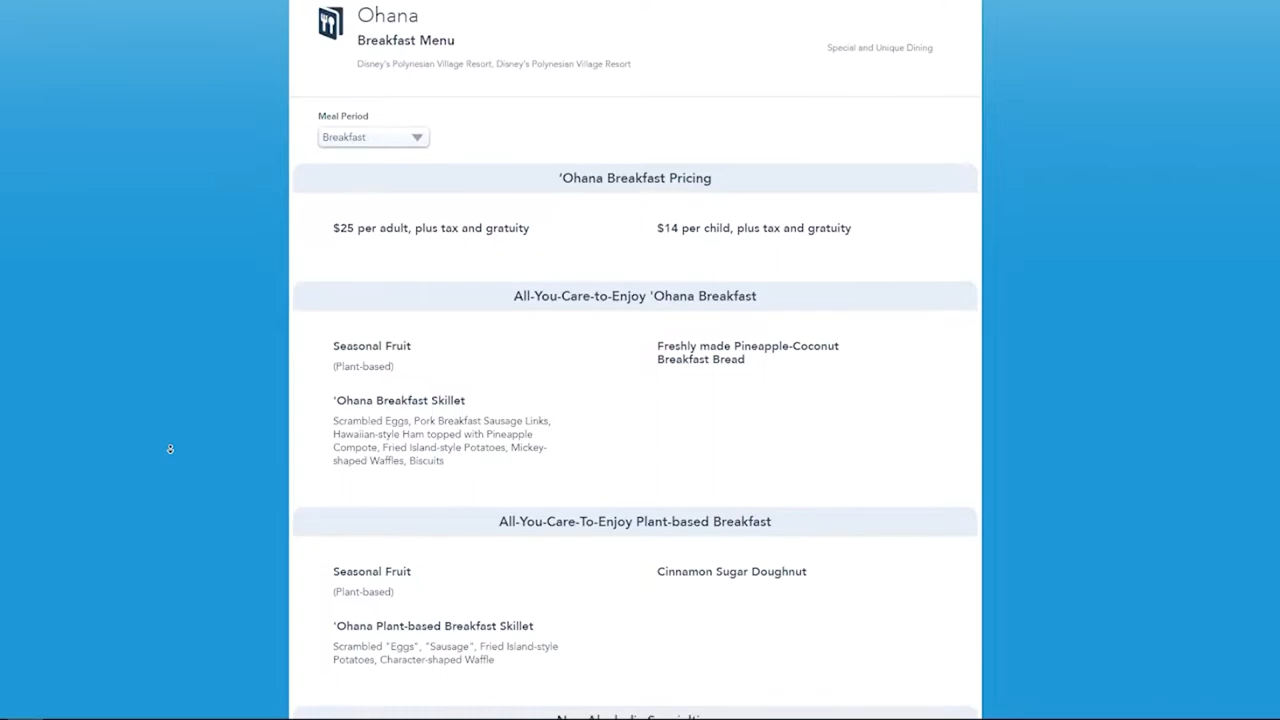 Ohana
Breakfast Menu
Special and Unique Dining
Disney's Polynesian Village Resort, Disney's Polynesian Village Resort
Meal Period
Breakfast
'Ohana Breakfast Pricing
$25 per adult, plus tax and gratuity
$14 per child, plus tax and gratuity
All-You-Care-to-Enjoy 'Ohana Breakfast
Seasonal Fruit
(Plant-based)
Freshly made Pineapple-Coconut
Breakfast Bread
'Ohana Breakfast Skillet
Scrambled Eggs, Pork Breakfast Sausage Links,
Hawaiian-style Ham topped with Pineapple
Compote, Fried Island-style Potatoes, Mickey-
shaped Waffles, Biscuits
All-You-Care-To-Enjoy Plant-based Breakfast
Seasonal Fruit
(Plant-based)
Cinnamon Sugar Doughnut
'Ohana Plant-based Breakfast Skillet
Scrambled "Eggs", "Sausage", Fried Island-style
Potatoes, Character-shaped Waffle